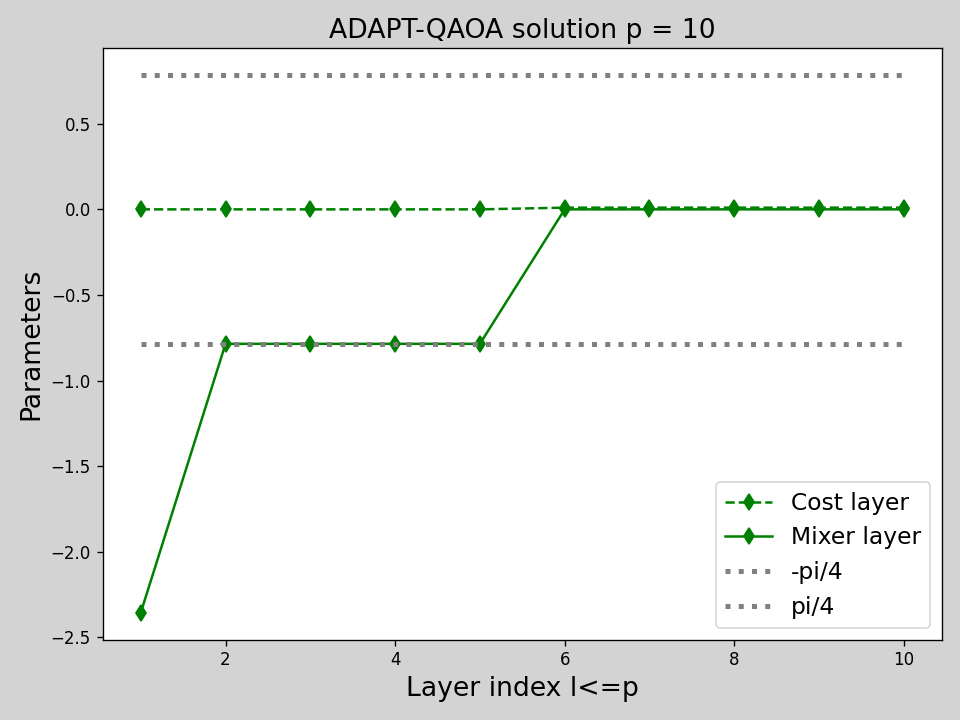 ADAPT-QAOA solution p = 10
Parameters
0.5
0.0
−0.5
−1.0
−1.5
−2.0
−2.5
Cost layer
Mixer layer
-pi/4
pi/4
2
4
6
8
10
Layer index l<=p